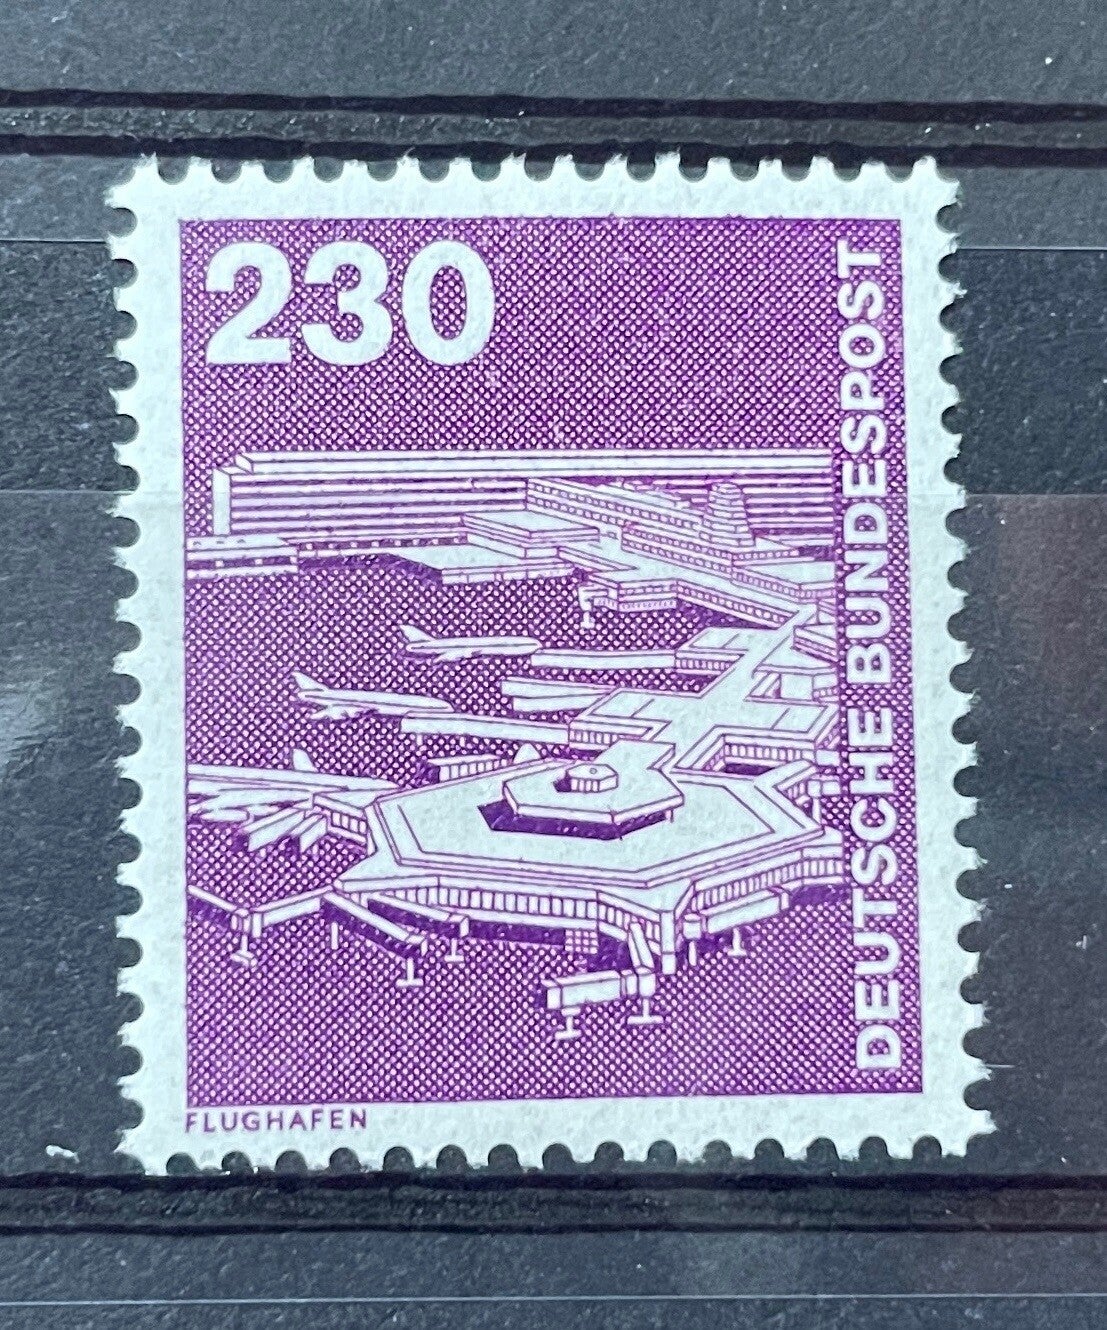 230
DEUTSCHE BUNDESPOST
FLUGHAFEN